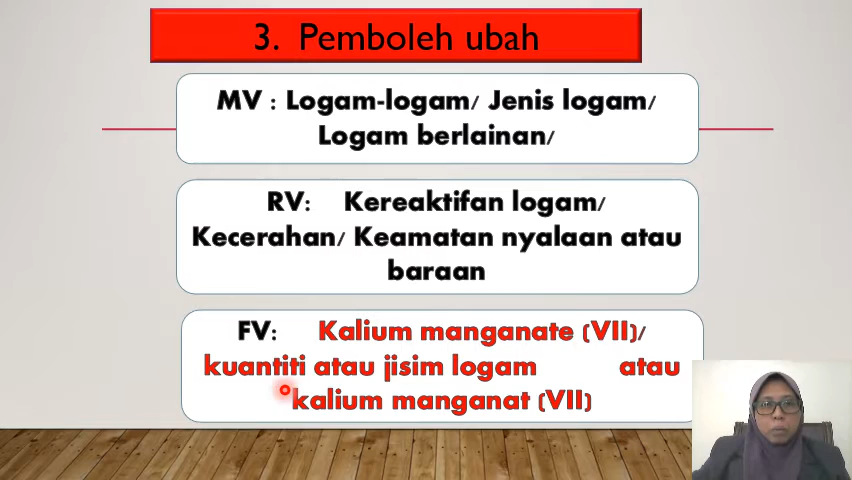 3. Pemboleh ubah
MV : Logam-logam/ Jenis logam/
Logam berlainan/
RV: Kereaktifan logam/
Kecerahan/ Keamatan nyalaan atau
baraan
FV: Kalium manganate (VII)/
kuantiti atau jisim logam atau
kalium manganat (VII)